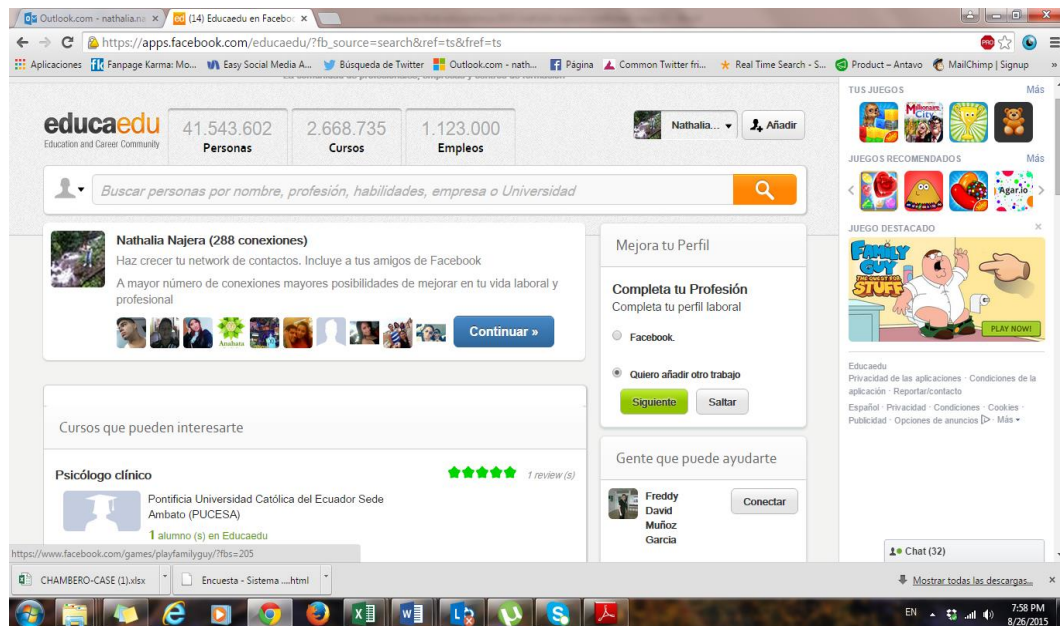 Outlook.com - nathalia.na
(14) Educaedu en Faceboo
https://apps.facebook.com/educaedu/?fb_source=search&ref=ts&fref=ts
PRO
Aplicaciones Fanpage Karma: Mo... Easy Social Media A... Búsqueda de Twitter Outlook.com - nath... Página Common Twitter fri... Real Time Search - S... Product – Antavo MailChimp | Signup »
educaedu
Education and Career Community
41.543.602
Personas
2.668.735
Cursos
1.123.000
Empleos
Nathalia...
Añadir
Buscar personas por nombre, profesión, habilidades, empresa o Universidad
Nathalia Najera (288 conexiones)
Haz crecer tu network de contactos. Incluye a tus amigos de Facebook
A mayor número de conexiones mayores posibilidades de mejorar en tu vida laboral y
profesional
Anabata
Continuar »
Cursos que pueden interesarte
Psicólogo clínico
1 review (s)
Pontificia Universidad Católica del Ecuador Sede
Ambato (PUCESA)
1 alumno (s) en Educaedu
Mejora tu Perfil
Completa tu Profesión
Completa tu perfil laboral
Facebook.
Quiero añadir otro trabajo
Siguiente
Saltar
Gente que puede ayudarte
Freddy
David
Muñoz
Garcia
Conectar
TUS JUEGOS Más
Millionaire
City
JUEGOS RECOMENDADOS Más
Agar.io
JUEGO DESTACADO
FAMILY
GUY
THE QUEST FOR
STUFF
PLAY NOW!
Educaedu
Privacidad de las aplicaciones · Condiciones de la
aplicación · Reportar/contacto
Español · Privacidad · Condiciones · Cookies ·
Publicidad · Opciones de anuncios · Más
Chat (32)
https://www.facebook.com/games/playfamilyguy/?fbs=205
CHAMBERO-CASE (1).xlsx
Encuesta - Sistema ....html
Mostrar todas las descargas...
EN
7:58 PM
8/26/2015